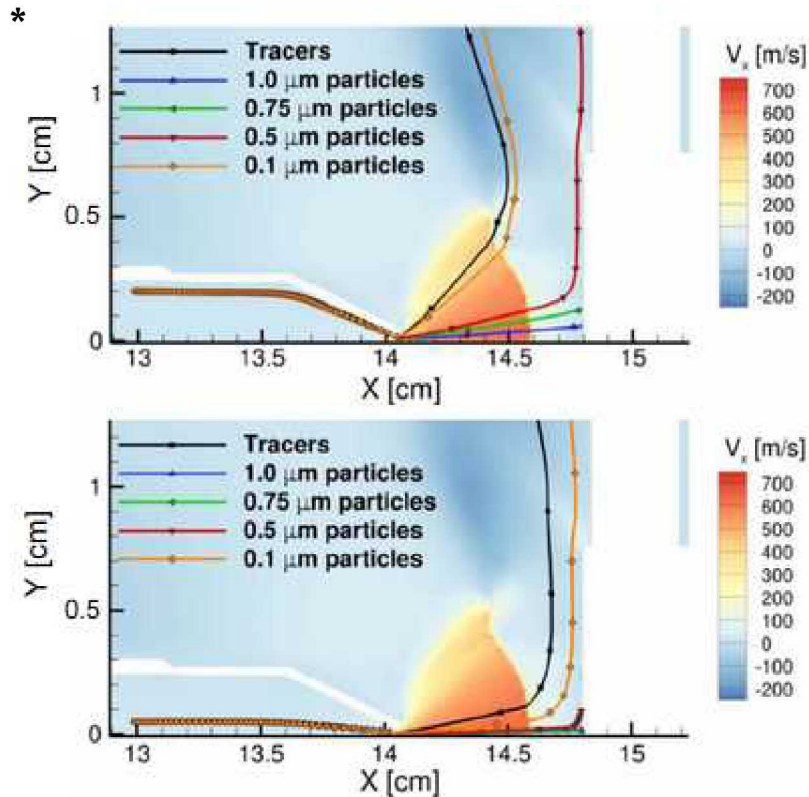 *
Tracers
1.0 μm particles
0.75 μm particles
0.5 μm particles
0.1 μm particles
Vx [m/s]
700
600
500
400
300
200
100
0
-100
-200
1
0.5
0
Y [cm]
13
13.5
14
14.5
15
X [cm]
Tracers
1.0 μm particles
0.75 μm particles
0.5 μm particles
0.1 μm particles
Vx [m/s]
700
600
500
400
300
200
100
0
-100
-200
1
0.5
0
Y [cm]
13
13.5
14
14.5
15
X [cm]